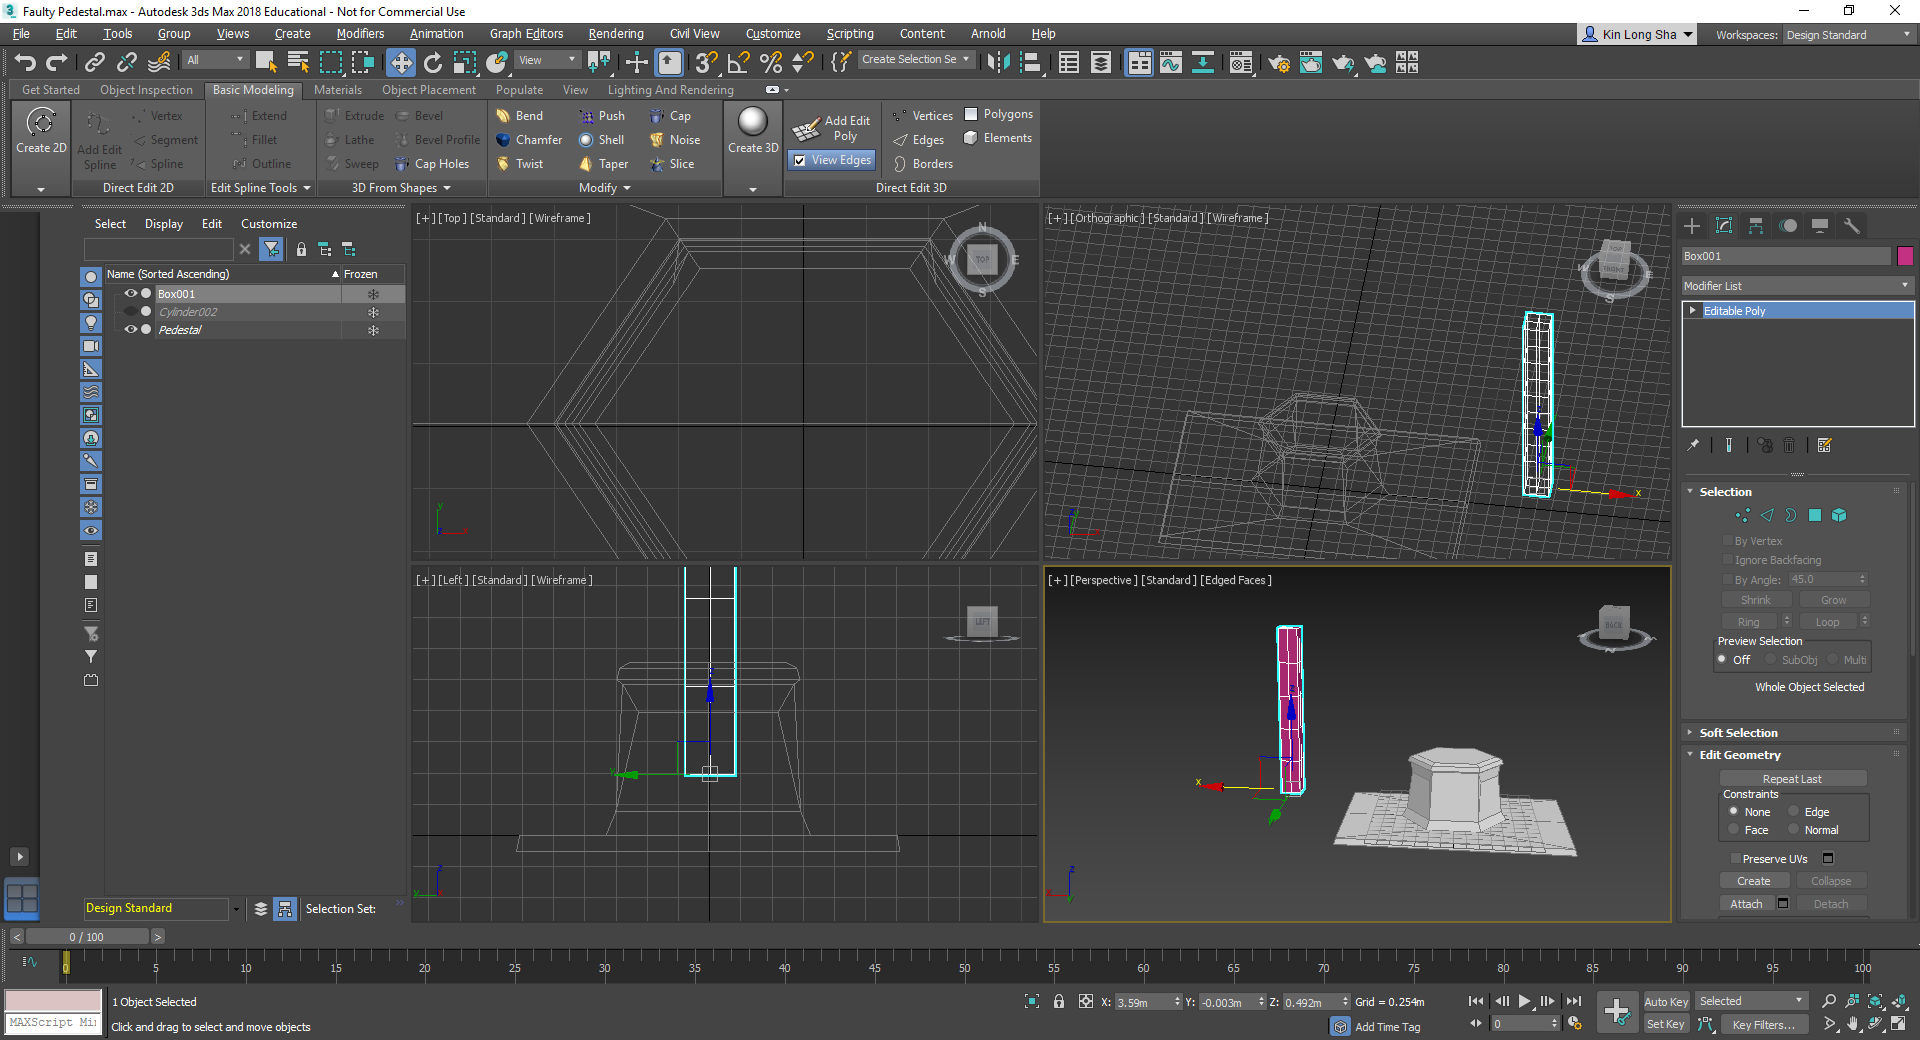 Faulty Pedestal.max - Autodesk 3ds Max 2018 Educational - Not for Commercial Use
File Edit Tools Group Views Create Modifiers Animation Graph Editors Rendering Civil View Customize Scripting Content Arnold Help Kin Long Sha Workspaces: Design Standard
All View Create Selection Se
Get Started Object Inspection Basic Modeling Materials Object Placement Populate View Lighting And Rendering
Create 2D Add Edit Spline Vertex Segment Spline Direct Edit 2D
Extend Fillet Outline Edit Spline Tools
Extrude Bevel
Lathe Bevel Profile
Sweep Cap Holes
3D From Shapes
Bend Push Cap
Chamfer Shell Noise
Twist Taper Slice
Modify
Create 3D
Add Edit Poly
View Edges
Vertices Polygons
Edges Elements
Borders
Direct Edit 3D
Select Display Edit Customize
Name (Sorted Ascending) Frozen
Box001
Cylinder002
Pedestal
Design Standard Selection Set:
[+] [Top] [Standard] [Wireframe]
N
W TOP E
S
y
z x
[+] [Orthographic] [Standard] [Wireframe]
TOP
FRONT
W E
S
x
[+] [Left] [Standard] [Wireframe]
LEFT
y
z
y
[+] [Perspective] [Standard] [Edged Faces]
BACK
N
x
z
x
y
Box001
Modifier List
Editable Poly
Selection
By Vertex
Ignore Backfacing
By Angle: 45.0
Shrink Grow
Ring Loop
Preview Selection
Off SubObj Multi
Whole Object Selected
Soft Selection
Edit Geometry
Repeat Last
Constraints
None Edge
Face Normal
Preserve UVs
Create Collapse
Attach Detach
< 0 / 100 >
0 5 10 15 20 25 30 35 40 45 50 55 60 65 70 75 80 85 90 95 100
MAXScript Mi
1 Object Selected
Click and drag to select and move objects
X: 3.59m Y: -0.003m Z: 0.492m Grid = 0.254m
Add Time Tag
0
Auto Key Selected
Set Key Key Filters...